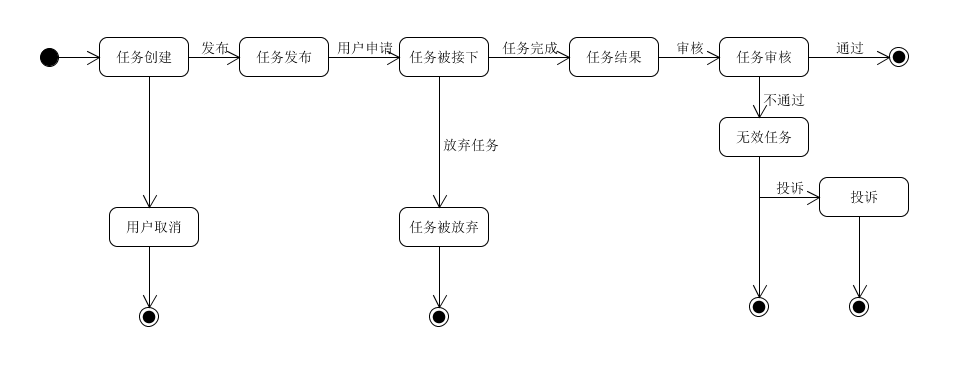 任务创建
发布
任务发布
用户申请
任务被接下
任务完成
任务结果
审核
任务审核
通过
不通过
无效任务
放弃任务
投诉
投诉
用户取消
任务被放弃